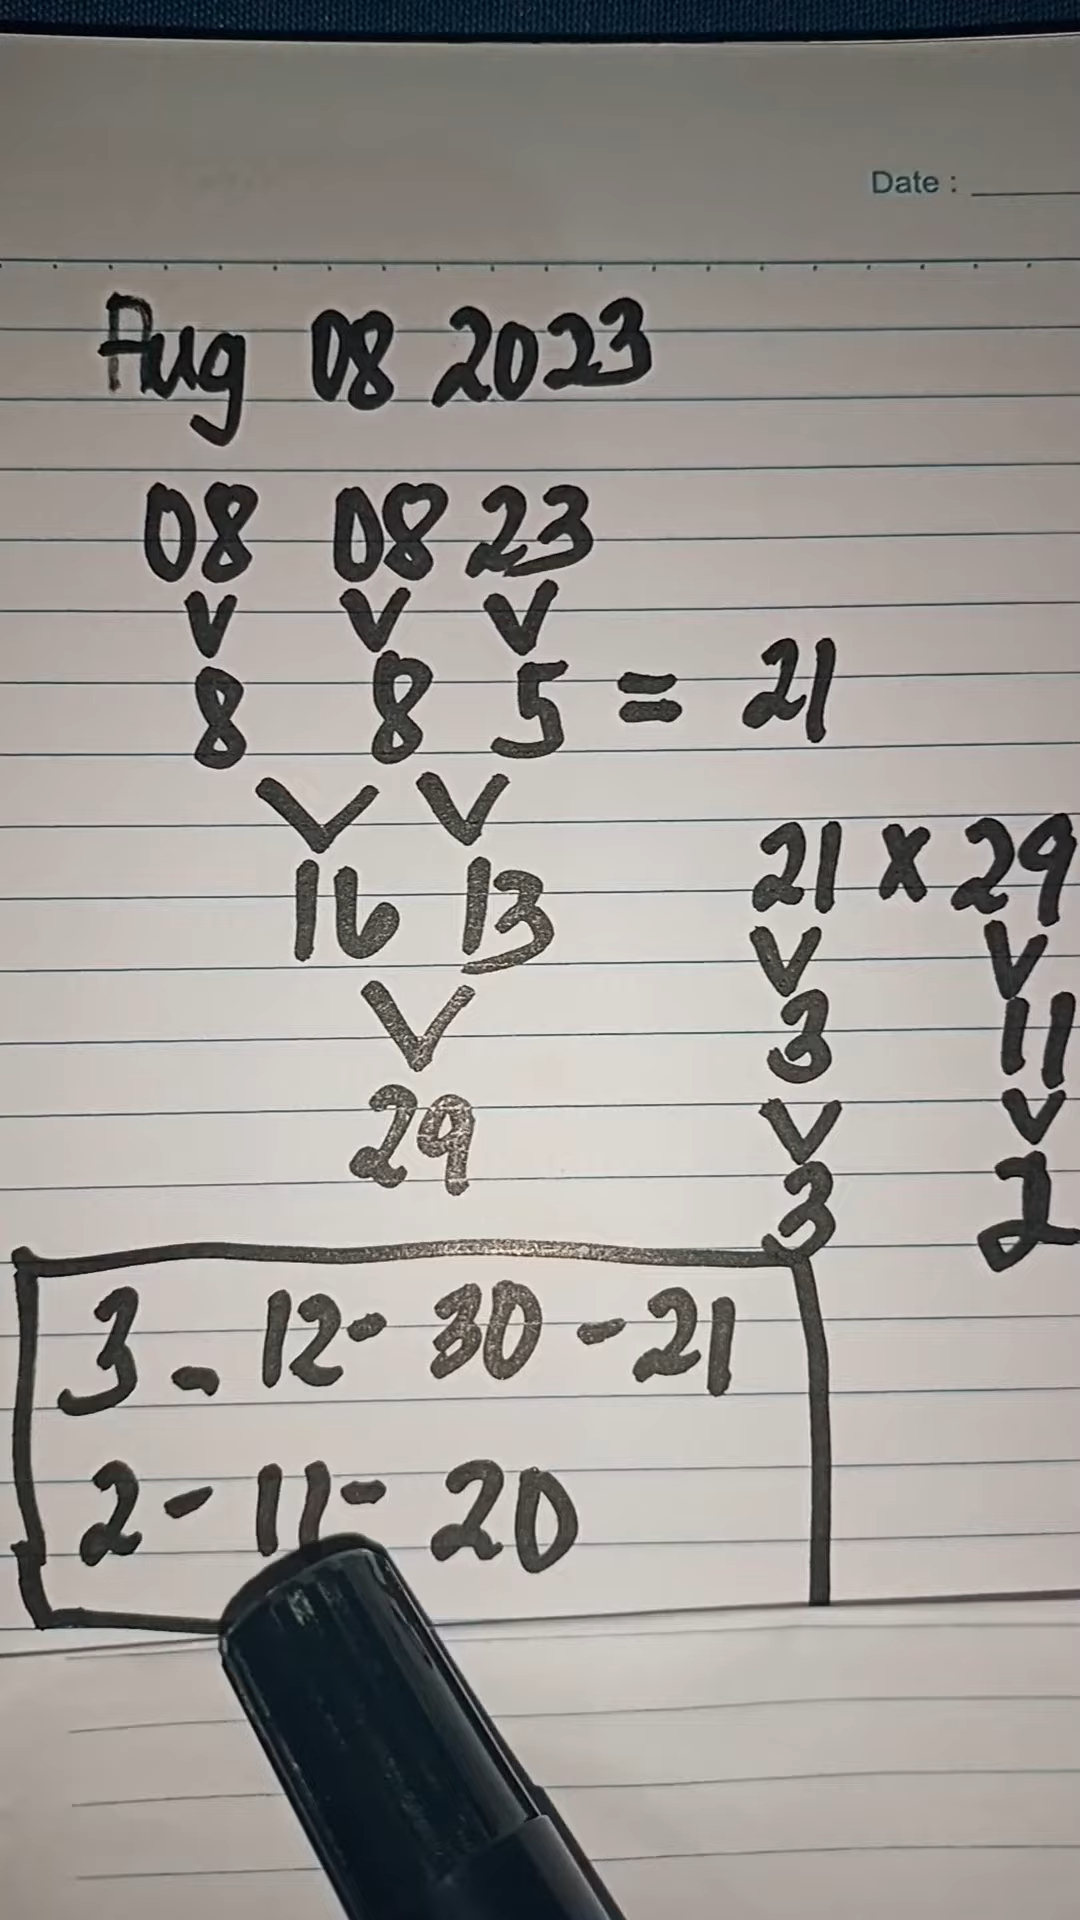 Date :
Aug 08 2023
08 08 23
V V V
8 8 5 = 21
V V
16 13
V
29
21 x 29
V V
3 11
V V
3 2
3 - 12 - 30 - 21
2 - 11 - 20